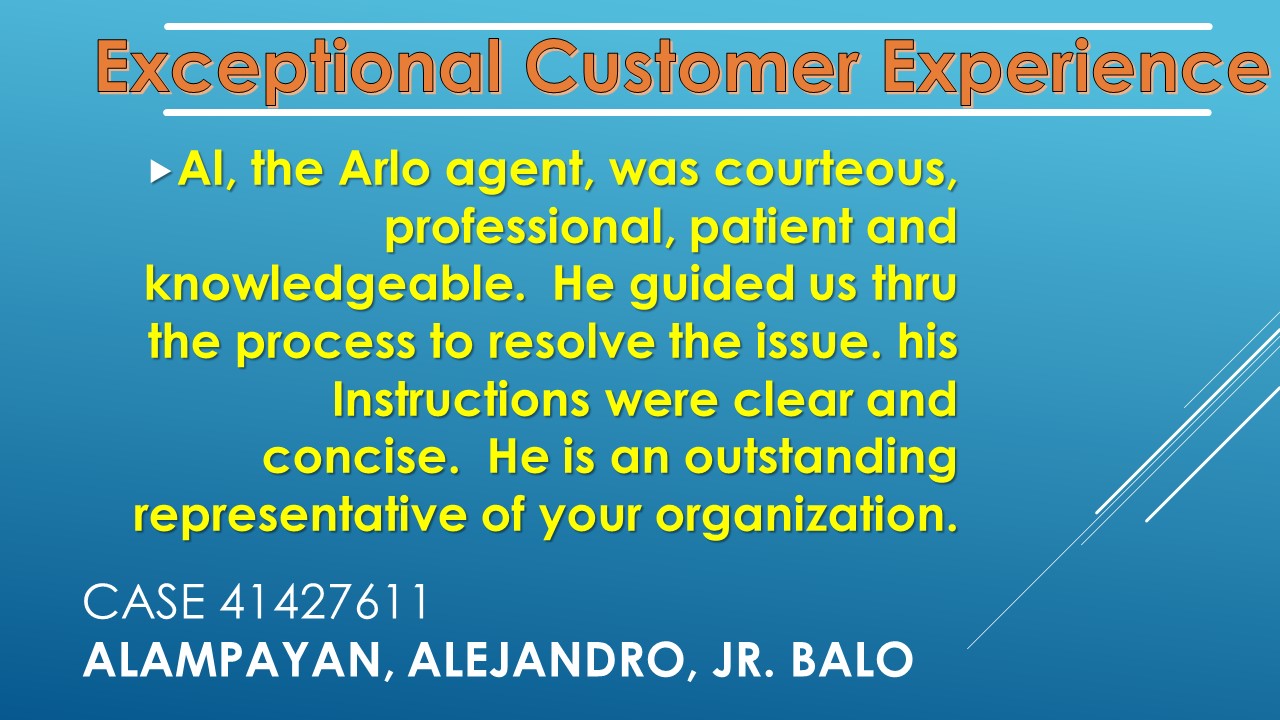 Exceptional Customer Experience
Al, the Arlo agent, was courteous,
professional, patient and
knowledgeable.  He guided us thru
the process to resolve the issue. his
Instructions were clear and
concise.  He is an outstanding
representative of your organization.
CASE 41427611
ALAMPAYAN, ALEJANDRO, JR. BALO